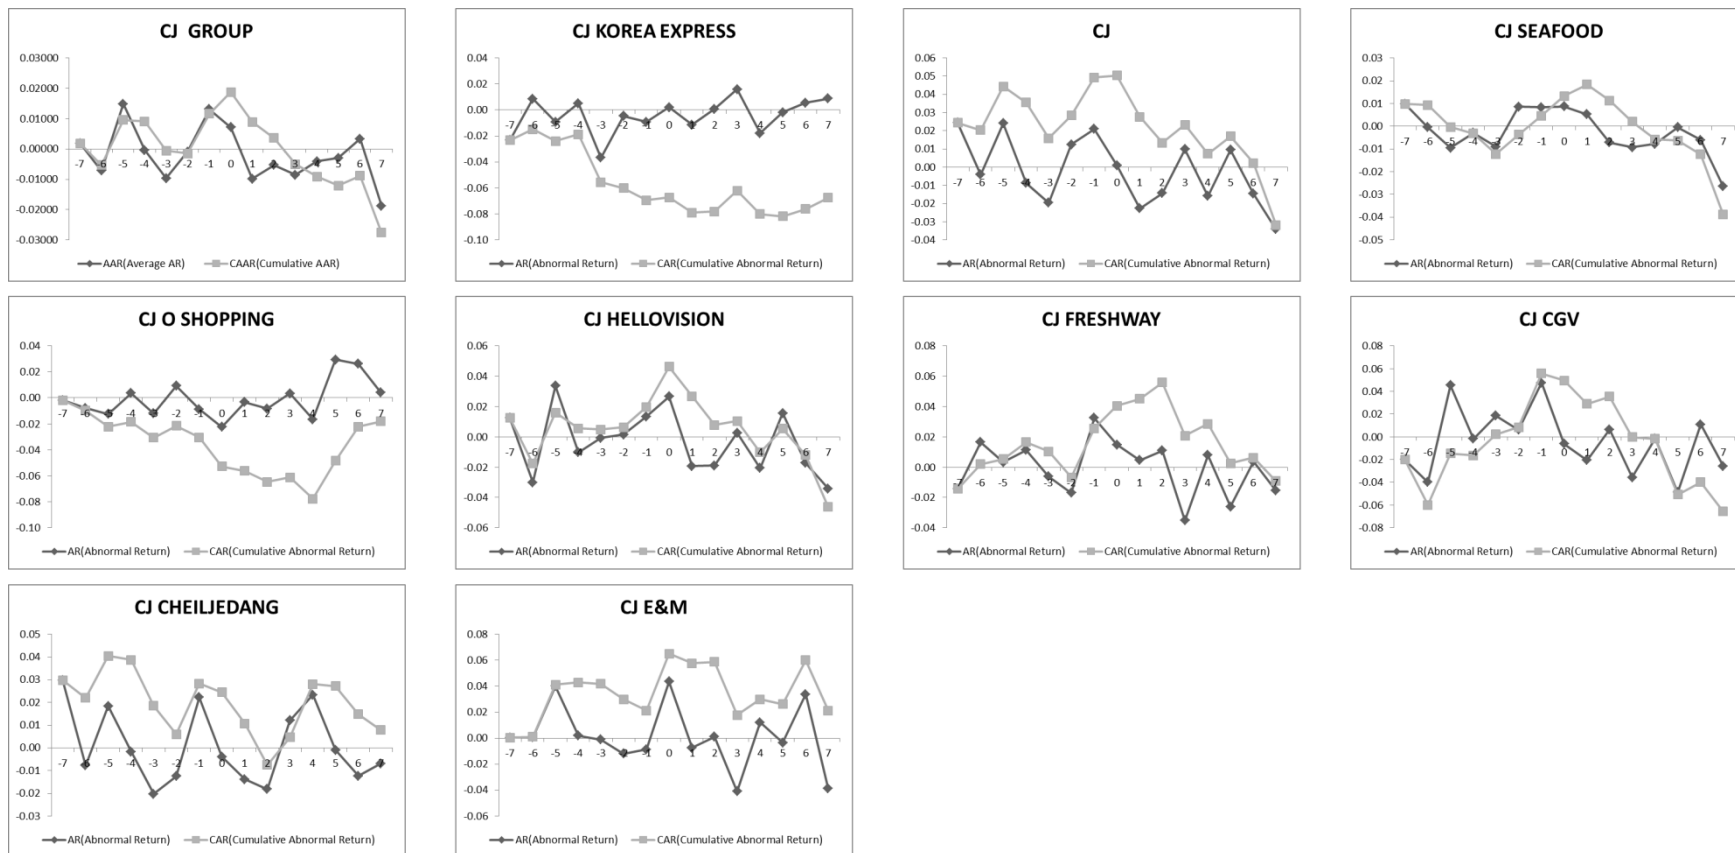 CJ  GROUP
0.03000
0.02000
0.01000
0.00000
-0.01000
-0.02000
-0.03000
-7 -6 -5 -4 -3 -2 -1 0 1 2 3 4 5 6 7
AAR(Average AR) CAAR(Cumulative AAR)
CJ KOREA EXPRESS
0.04
0.02
0.00
-0.02
-0.04
-0.06
-0.08
-0.10
-7 -6 -5 -4 -3 -2 -1 0 1 2 3 4 5 6 7
AR(Abnormal Return) CAR(Cumulative Abnormal Return)
CJ
0.06
0.05
0.04
0.03
0.02
0.01
0.00
-0.01
-0.02
-0.03
-0.04
-7 -6 -5 -4 -3 -2 -1 0 1 2 3 4 5 6 7
AR(Abnormal Return) CAR(Cumulative Abnormal Return)
CJ SEAFOOD
0.03
0.02
0.01
0.00
-0.01
-0.02
-0.03
-0.04
-0.05
-7 -6 -5 -4 -3 -2 -1 0 1 2 3 4 5 6 7
AR(Abnormal Return) CAR(Cumulative Abnormal Return)
CJ O SHOPPING
0.04
0.02
0.00
-0.02
-0.04
-0.06
-0.08
-0.10
-7 -6 -5 -4 -3 -2 -1 0 1 2 3 4 5 6 7
AR(Abnormal Return) CAR(Cumulative Abnormal Return)
CJ HELLOVISION
0.06
0.04
0.02
0.00
-0.02
-0.04
-0.06
-7 -6 -5 -4 -3 -2 -1 0 1 2 3 4 5 6 7
AR(Abnormal Return) CAR(Cumulative Abnormal Return)
CJ FRESHWAY
0.08
0.06
0.04
0.02
0.00
-0.02
-0.04
-7 -6 -5 -4 -3 -2 -1 0 1 2 3 4 5 6 7
AR(Abnormal Return) CAR(Cumulative Abnormal Return)
CJ CGV
0.08
0.06
0.04
0.02
0.00
-0.02
-0.04
-0.06
-0.08
-7 -6 -5 -4 -3 -2 -1 0 1 2 3 4 5 6 7
AR(Abnormal Return) CAR(Cumulative Abnormal Return)
CJ CHEILJEDANG
0.05
0.04
0.03
0.02
0.01
0.00
-0.01
-0.02
-0.03
-7 -6 -5 -4 -3 -2 -1 0 1 2 3 4 5 6 7
AR(Abnormal Return) CAR(Cumulative Abnormal Return)
CJ E&M
0.08
0.06
0.04
0.02
0.00
-0.02
-0.04
-0.06
-7 -6 -5 -4 -3 -2 -1 0 1 2 3 4 5 6 7
AR(Abnormal Return) CAR(Cumulative Abnormal Return)